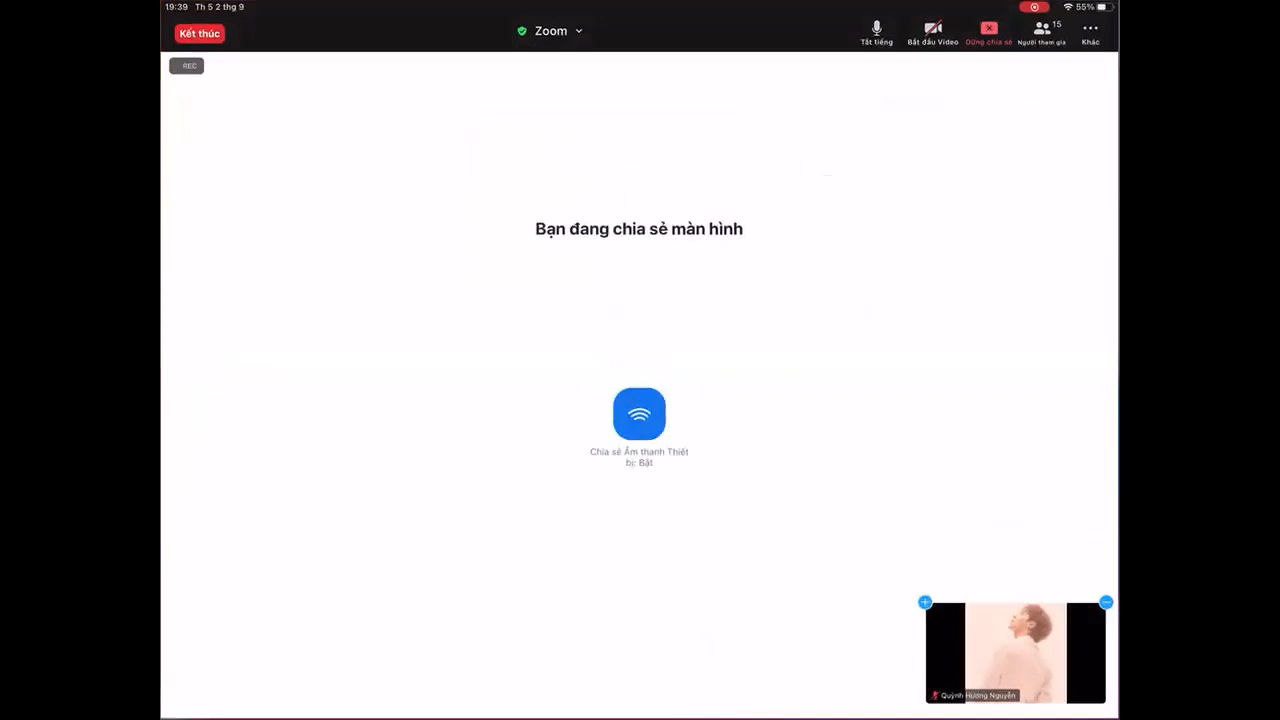 19:39 Th 5 2 thg 9
55%
Kết thúc
Zoom
Tắt tiếng
Bắt đầu Video
Dừng chia sẻ
15
Người tham gia
Khác
REC
Bạn đang chia sẻ màn hình
Chia sẻ Âm thanh Thiết
bị: Bật
Quỳnh Hương Nguyễn